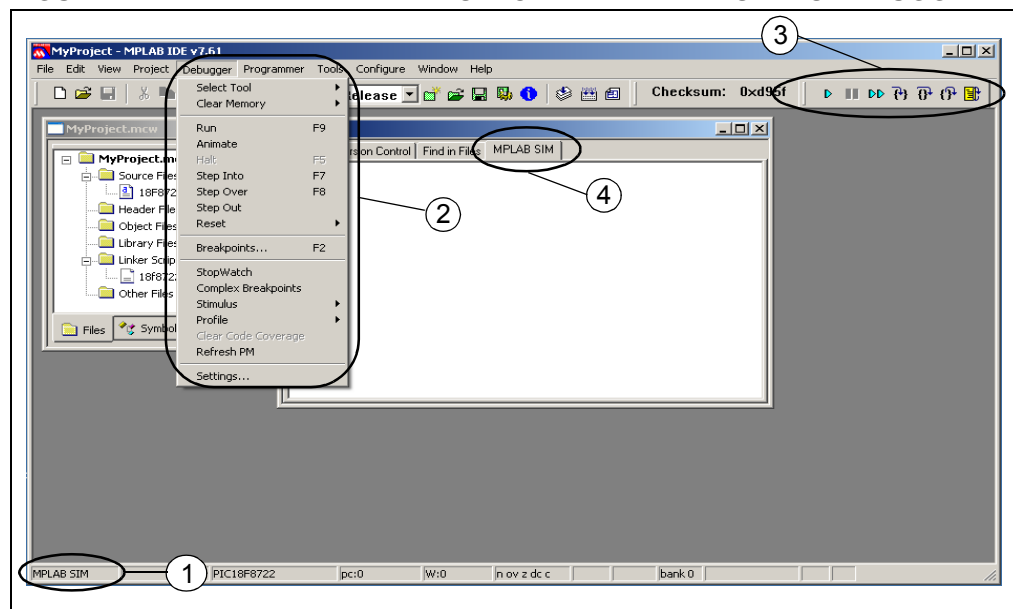 3
MyProject - MPLAB IDE v7.61
File Edit View Project Debugger Programmer Tools Configure Window Help
Release Checksum: 0xd95f
MyProject.mcw
Version Control Find in Files MPLAB SIM
4
MyProject.mcw
Source Files
18F872
Header File
Object Files
Library Files
Linker Scrip
18f8722
Other Files
Files Symbol
Select Tool
Clear Memory
Run F9
Animate
Halt F5
Step Into F7
Step Over F8
Step Out
Reset
Breakpoints... F2
StopWatch
Complex Breakpoints
Stimulus
Profile
Clear Code Coverage
Refresh PM
Settings...
2
MPLAB SIM PIC18F8722 pc:0 W:0 n ov z dc c bank 0
1